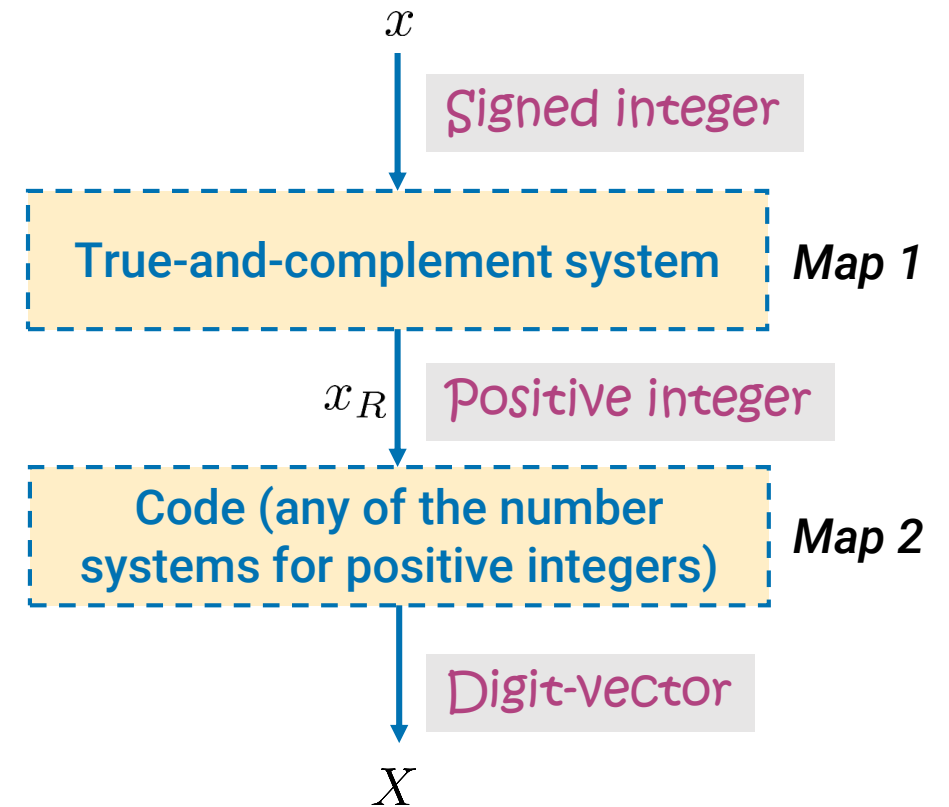 x
Signed integer
True-and-complement system
Map 1
x_R
Positive integer
Code (any of the number
systems for positive integers)
Map 2
Digit-vector
X